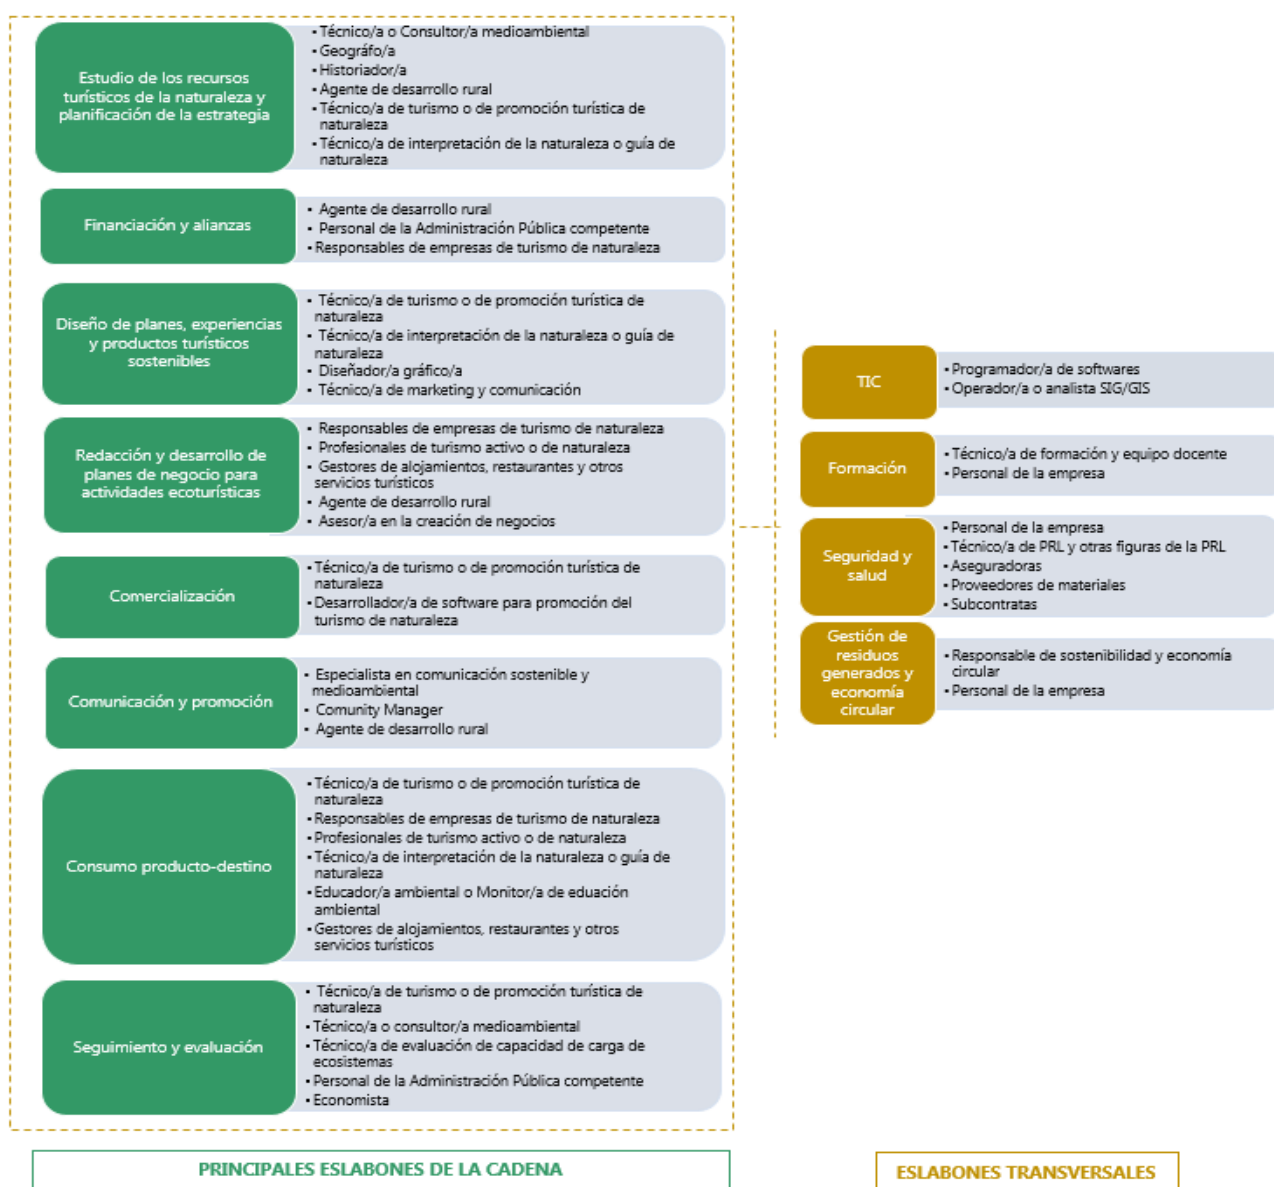 Estudio de los recursos
turísticos de la naturaleza y
planificación de la estrategia
▪ Técnico/a o Consultor/a medioambiental
▪ Geográfo/a
▪ Historiador/a
▪ Agente de desarrollo rural
▪ Técnico/a de turismo o de promoción turística de
naturaleza
▪ Técnico/a de interpretación de la naturaleza o guía de
naturaleza
Financiación y alianzas
▪ Agente de desarrollo rural
▪ Personal de la Administración Pública competente
▪ Responsables de empresas de turismo de naturaleza
Diseño de planes, experiencias
y productos turísticos
sostenibles
▪ Técnico/a de turismo o de promoción turística de
naturaleza
▪ Técnico/a de interpretación de la naturaleza o guía de
naturaleza
▪ Diseñador/a gráfico/a
▪ Técnico/a de marketing y comunicación
Redacción y desarrollo de
planes de negocio para
actividades ecoturísticas
▪ Responsables de empresas de turismo de naturaleza
▪ Profesionales de turismo activo o de naturaleza
▪ Gestores de alojamientos, restaurantes y otros
servicios turísticos
▪ Agente de desarrollo rural
▪ Asesor/a en la creación de negocios
Comercialización
▪ Técnico/a de turismo o de promoción turística de
naturaleza
▪ Desarrollador/a de software para promoción del
turismo de naturaleza
Comunicación y promoción
▪ Especialista en comunicación sostenible y
medioambiental
▪ Comunity Manager
▪ Agente de desarrollo rural
Consumo producto-destino
▪ Técnico/a de turismo o de promoción turística de
naturaleza
▪ Responsables de empresas de turismo de naturaleza
▪ Profesionales de turismo activo o de naturaleza
▪ Técnico/a de interpretación de la naturaleza o guía de
naturaleza
▪ Educador/a ambiental o Monitor/a de eduación
ambiental
▪ Gestores de alojamientos, restaurantes y otros
servicios turísticos
Seguimiento y evaluación
▪ Técnico/a de turismo o de promoción turística de
naturaleza
▪ Técnico/a o consultor/a medioambiental
▪ Técnico/a de evaluación de capacidad de carga de
ecosistemas
▪ Personal de la Administración Pública competente
▪ Economista
PRINCIPALES ESLABONES DE LA CADENA
TIC
▪ Programador/a de softwares
▪ Operador/a o analista SIG/GIS
Formación
▪ Técnico/a de formación y equipo docente
▪ Personal de la empresa
Seguridad y
salud
▪ Personal de la empresa
▪ Técnico/a de PRL y otras figuras de la PRL
▪ Aseguradoras
▪ Proveedores de materiales
▪ Subcontratas
Gestión de
residuos
generados y
economía
circular
▪ Responsable de sostenibilidad y economía
circular
▪ Personal de la empresa
ESLABONES TRANSVERSALES